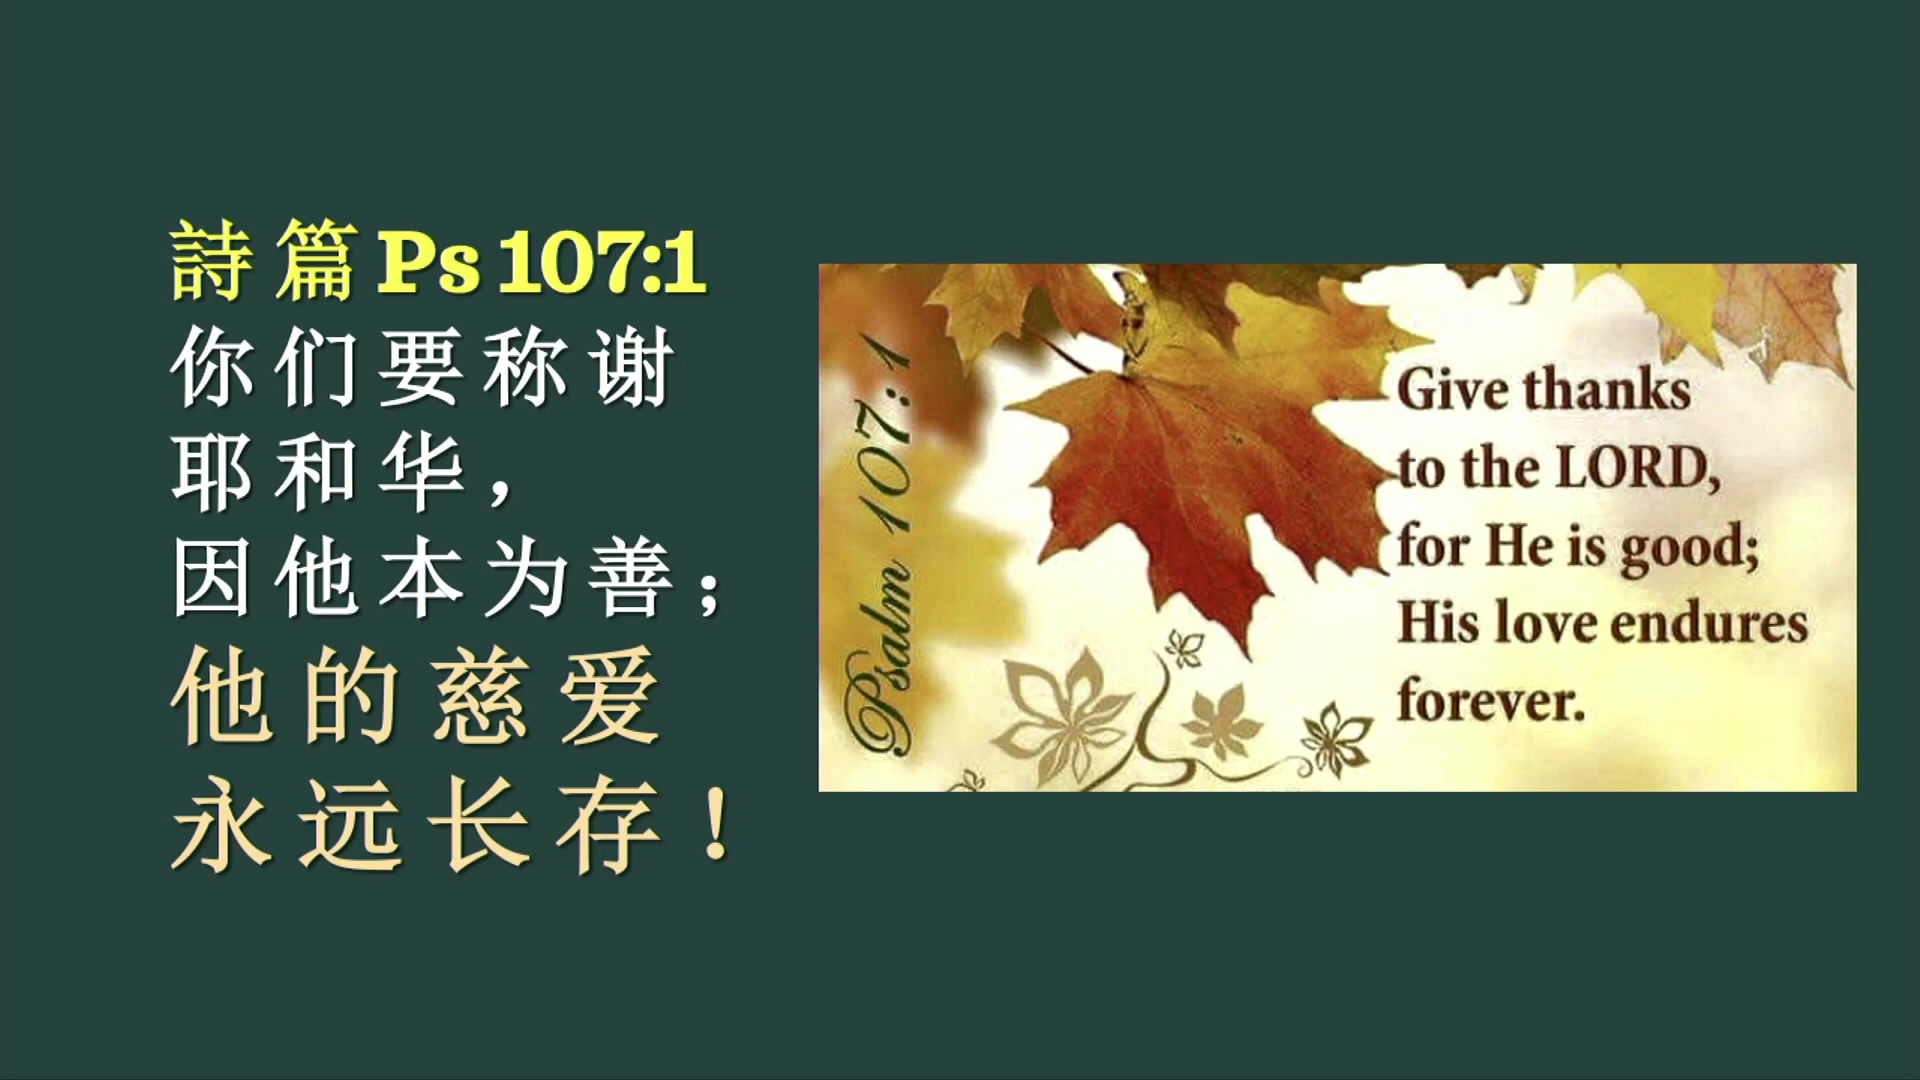 詩篇 Ps 107:1
你们要称谢
耶和华，
因他本为善；
他的慈爱
永远长存！
Psalm 107:1
Give thanks
to the LORD,
for He is good;
His love endures
forever.